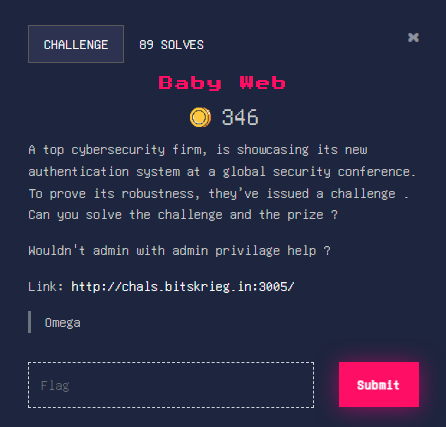 CHALLENGE
89 SOLVES
×
Baby Web
346
A top cybersecurity firm, is showcasing its new
authentication system at a global security conference.
To prove its robustness, they've issued a challenge .
Can you solve the challenge and the prize ?
Wouldn't admin with admin privilage help ?
Link: http://chals.bitskrieg.in:3005/
Omega
Flag
Submit